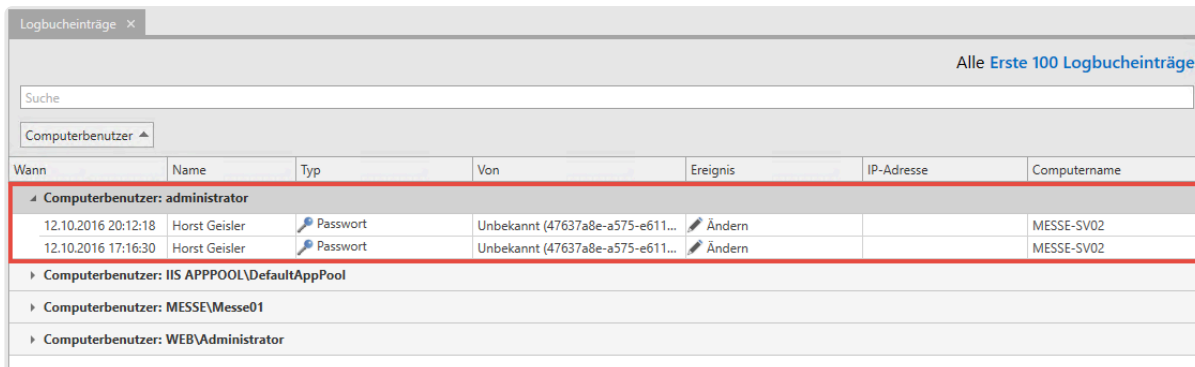 Logbucheinträge ×
Alle Erste 100 Logbucheinträge
Suche
Computerbenutzer
Wann Name Typ Von Ereignis IP-Adresse Computername
Computerbenutzer: administrator
12.10.2016 20:12:18 Horst Geisler Passwort Unbekannt (47637a8e-a575-e611... Ändern MESSE-SV02
12.10.2016 17:16:30 Horst Geisler Passwort Unbekannt (47637a8e-a575-e611... Ändern MESSE-SV02
Computerbenutzer: IIS APPPOOL\DefaultAppPool
Computerbenutzer: MESSE\Messe01
Computerbenutzer: WEB\Administrator